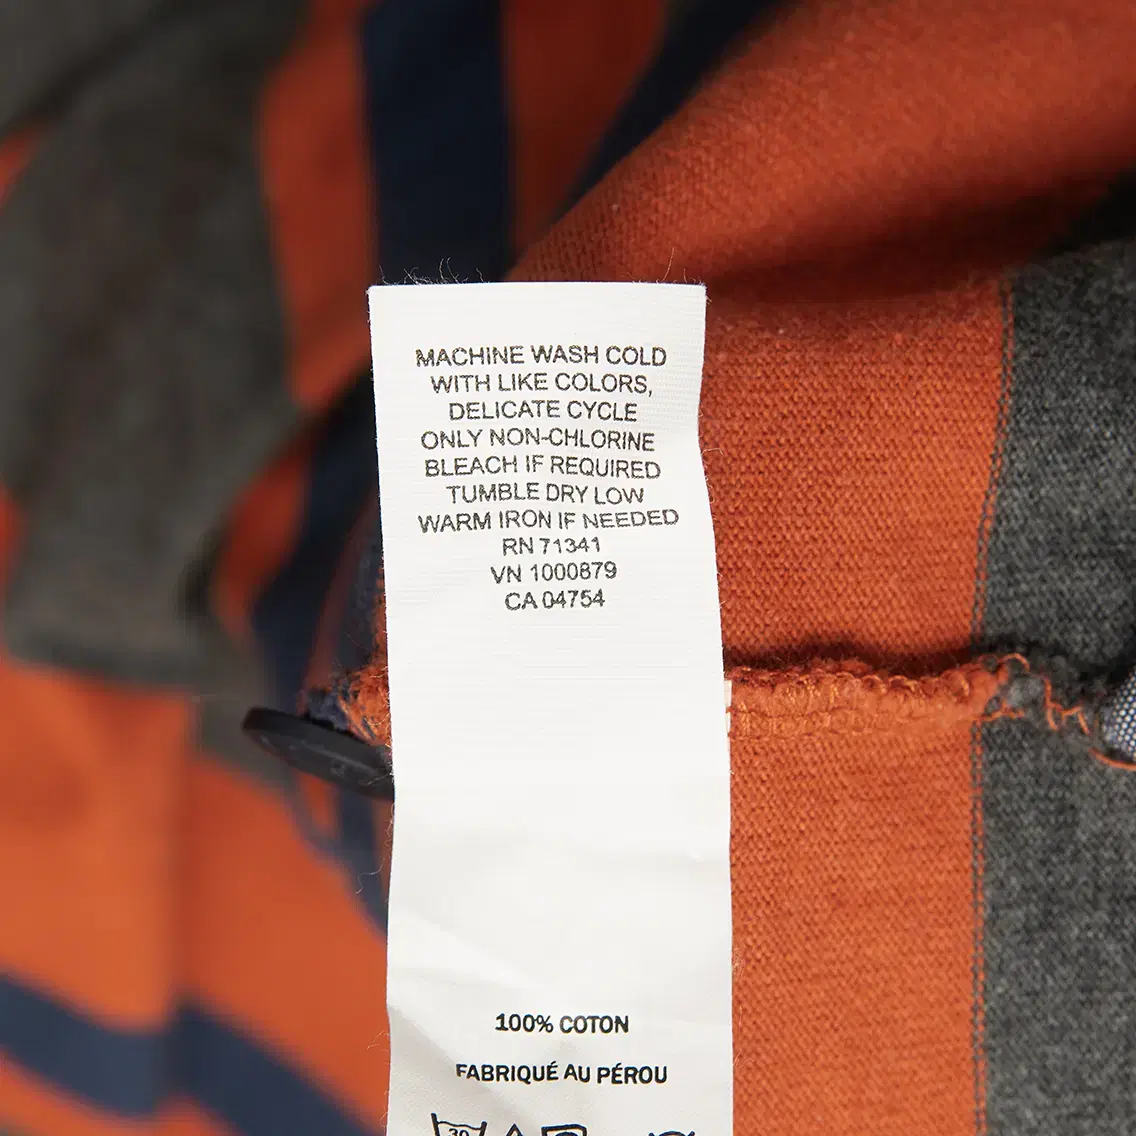 MACHINE WASH COLD
WITH LIKE COLORS,
DELICATE CYCLE
ONLY NON-CHLORINE
BLEACH IF REQUIRED
TUMBLE DRY LOW
WARM IRON IF NEEDED
RN 71341
VN 1000879
CA 04754
100% COTON
FABRIQUÉ AU PÉROU
30